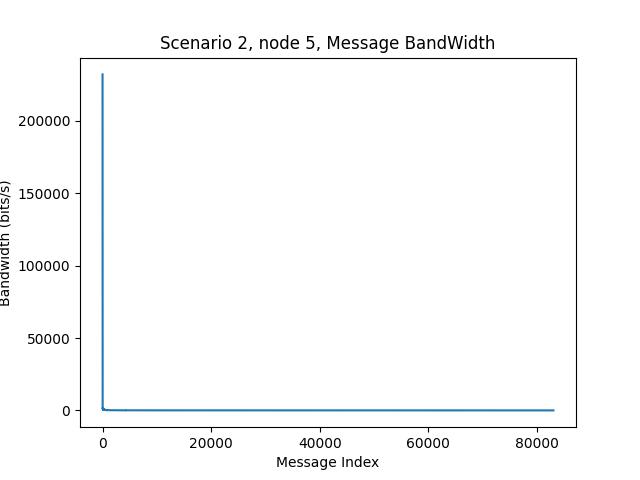 Scenario 2, node 5, Message BandWidth
200000
150000
100000
50000
0
Bandwidth (bits/s)
0 20000 40000 60000 80000
Message Index